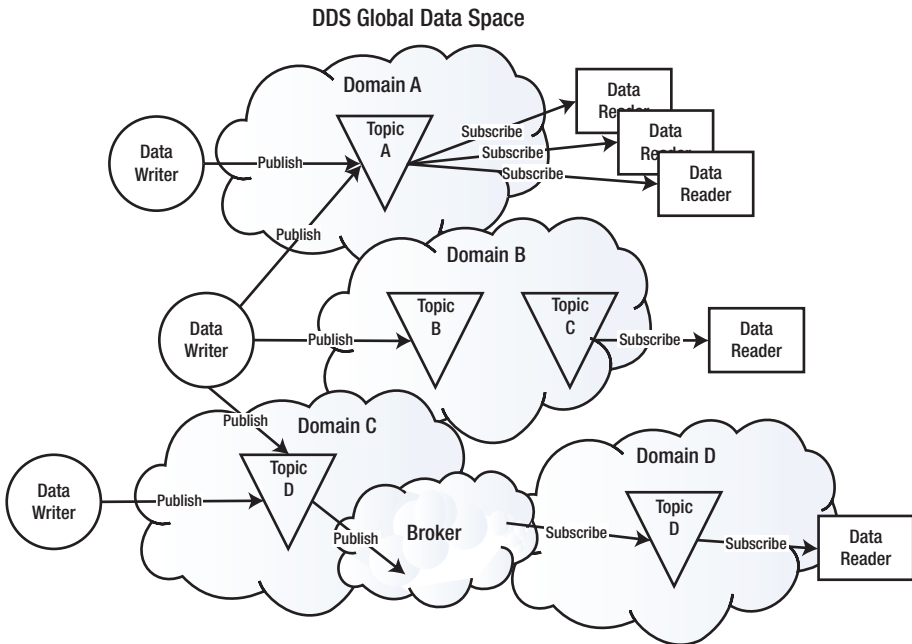 DDS Global Data Space
Domain A
Data
Reader
Topic
A
Subscribe
Data
Writer
Publish
Subscribe
Data
Reader
Subscribe
Data
Reader
Publish
Domain B
Topic
B
Topic
C
Data
Writer
Publish
Subscribe
Data
Reader
Publish
Domain C
Domain D
Topic
D
Data
Writer
Publish
Publish
Broker
Subscribe
Topic
D
Subscribe
Data
Reader